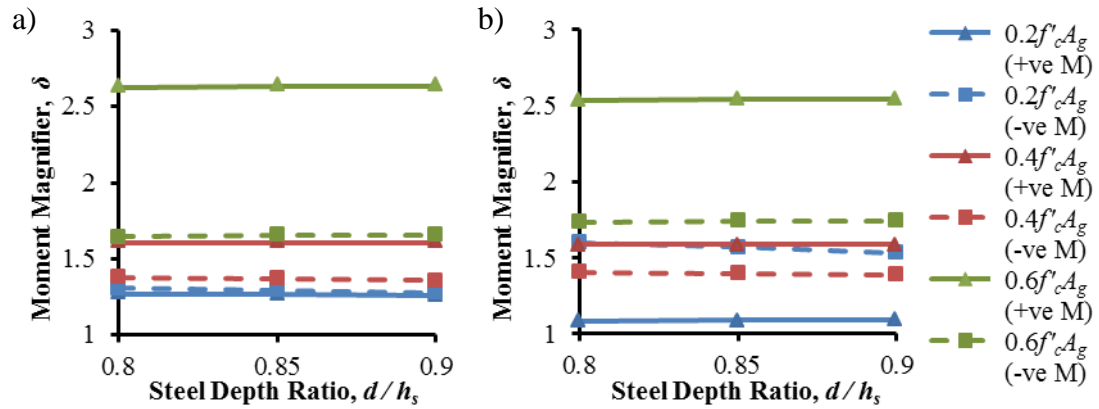 a)
3
2.5
2
1.5
1
Moment Magnifier, δ
0.8
0.85
0.9
Steel Depth Ratio, d / hₛ
b)
3
2.5
2
1.5
1
Moment Magnifier, δ
0.8
0.85
0.9
Steel Depth Ratio, d / hₛ
0.2f'cAg
(+ve M)
0.2f'cAg
(-ve M)
0.4f'cAg
(+ve M)
0.4f'cAg
(-ve M)
0.6f'cAg
(+ve M)
0.6f'cAg
(-ve M)